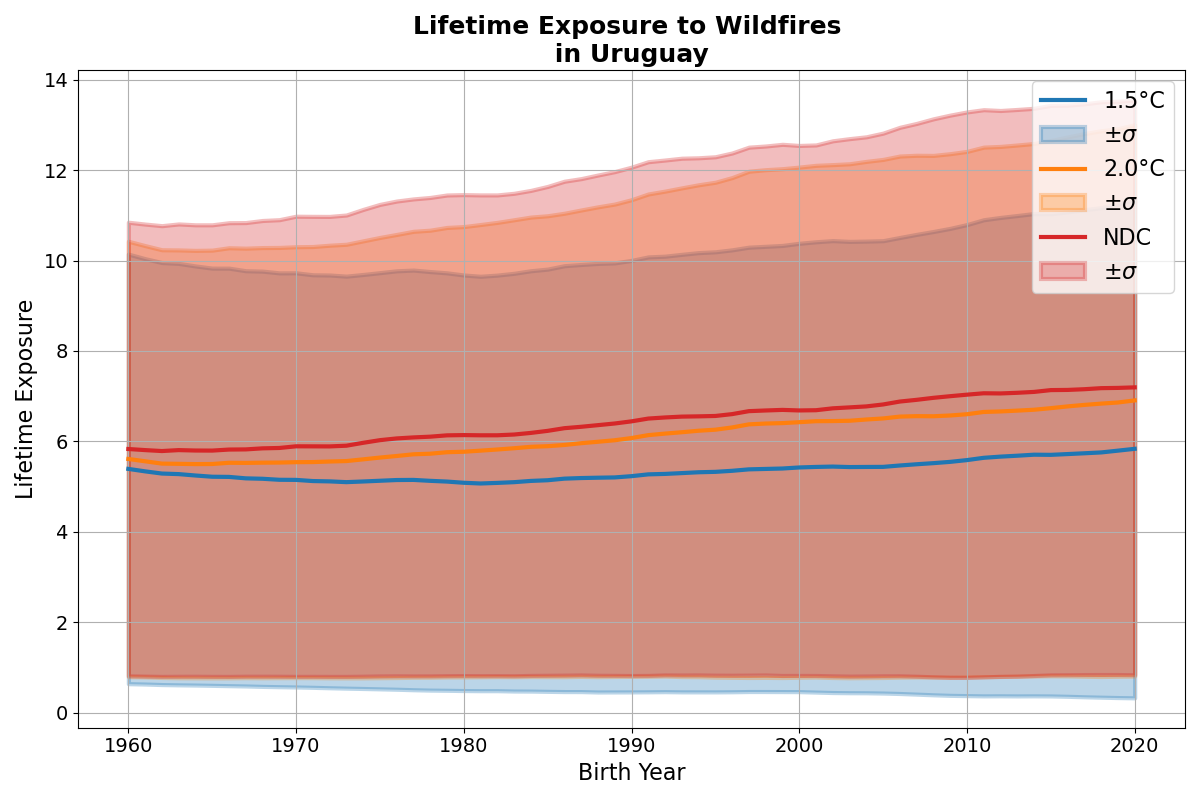 Lifetime Exposure to Wildfires
in Uruguay
14
12
10
8
6
4
2
0
Lifetime Exposure
1960
1970
1980
1990
2000
2010
2020
Birth Year
1.5°C
±σ
2.0°C
±σ
NDC
±σ